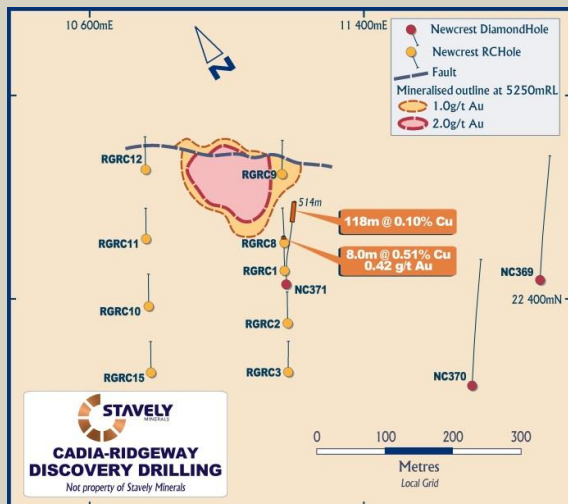 10 600mE
11 400mE
N
Newcrest DiamondHole
Newcrest RCHole
Fault
Mineralised outline at 5250mRL
1.0g/t Au
2.0g/t Au
RGRC12
RGRC9
514m
118m @ 0.10% Cu
RGRC11
RGRC8
8.0m @ 0.51% Cu
0.42 g/t Au
RGRC1
NC369
NC371
22 400mN
RGRC10
RGRC2
RGRC15
RGRC3
NC370
STAVELY
MINERALS
CADIA-RIDGEWAY
DISCOVERY DRILLING
Not property of Stavely Minerals
0 100 200 300
Metres
Local Grid